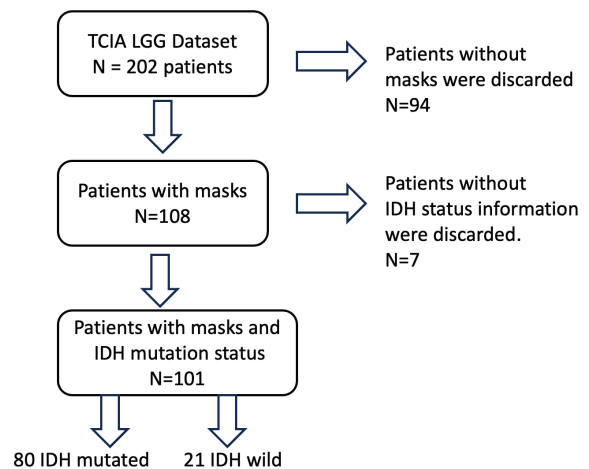 TCIA LGG Dataset
N = 202 patients
Patients without
masks were discarded
N=94
Patients with masks
N=108
Patients without
IDH status information
were discarded.
N=7
Patients with masks and
IDH mutation status
N=101
80 IDH mutated
21 IDH wild